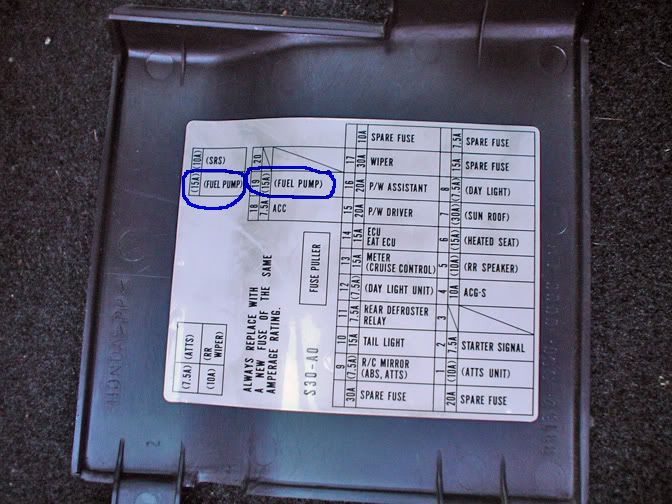 (10A) (SRS)
(15A) (FUEL PUMP)
20
19 (15A) (FUEL PUMP)
18 7.5A ACC
(7.5A) (ATTS)
(10A) (RR
WIPER)
ALWAYS REPLACE WITH
A NEW FUSE OF THE SAME
AMPERAGE RATING.
FUSE PULLER
S30-A0
10A SPARE FUSE
17 30A WIPER
16 20A P/W ASSISTANT
15 20A P/W DRIVER
14 15A ECU
EAT ECU
13 15A METER
(CRUISE CONTROL)
12 (7.5A) (DAY LIGHT UNIT)
11 7.5A REAR DEFROSTER
RELAY
10 15A TAIL LIGHT
9 (7.5A) R/C MIRROR
(ABS, ATTS)
30A SPARE FUSE
7.5A SPARE FUSE
15A SPARE FUSE
8 (7.5A) (DAY LIGHT)
7 (30A) (SUN ROOF)
6 (15A) (HEATED SEAT)
5 (10A) (RR SPEAKER)
4 10A ACG-S
3
2 7.5A STARTER SIGNAL
1 (10A) (ATTS UNIT)
20A SPARE FUSE
2